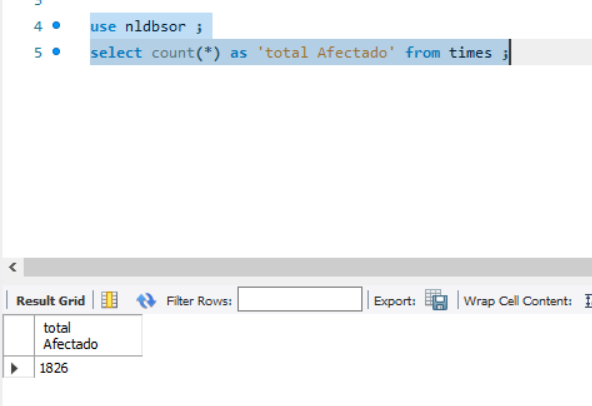 4 use nldbsor ;
5 select count(*) as 'total Afectado' from times ;
Result Grid Filter Rows: Export: Wrap Cell Content:
total
Afectado
1826